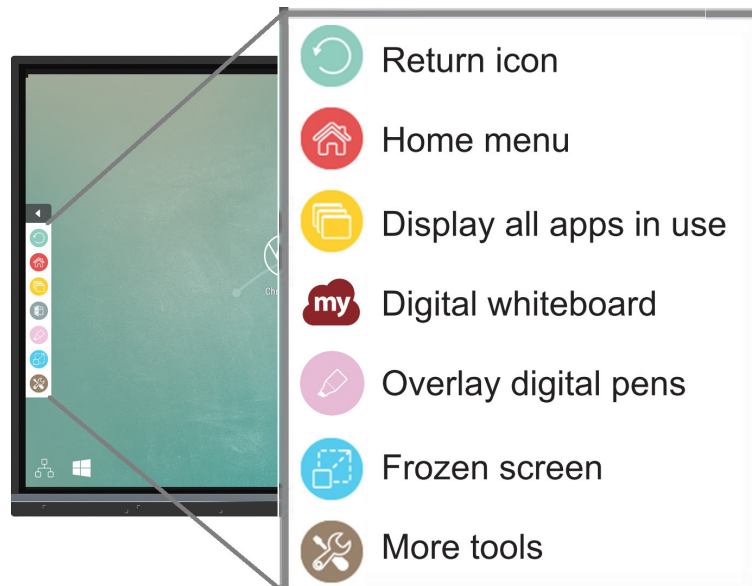 Return icon
Home menu
Display all apps in use
my Digital whiteboard
Overlay digital pens
Frozen screen
More tools